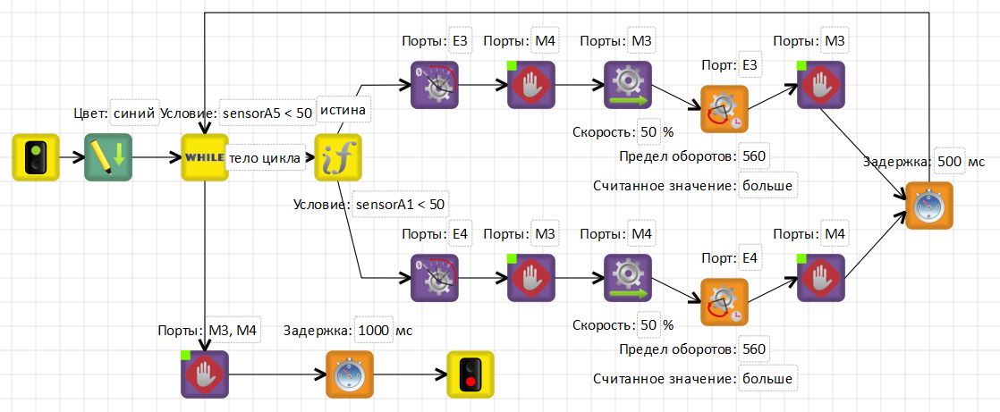 Порты: E3
Порты: M4
Порты: M3
Порты: M3
Порт: E3
Цвет: синий
Условие: sensorA5 < 50
истина
Скорость: 50 %
WHILE
тело цикла
if
Предел оборотов: 560
Задержка: 500 мс
Считанное значение: больше
Условие: sensorA1 < 50
Порты: E4
Порты: M3
Порты: M4
Порты: M4
Порт: E4
Порты: M3, M4
Задержка: 1000 мс
Скорость: 50 %
Предел оборотов: 560
Считанное значение: больше